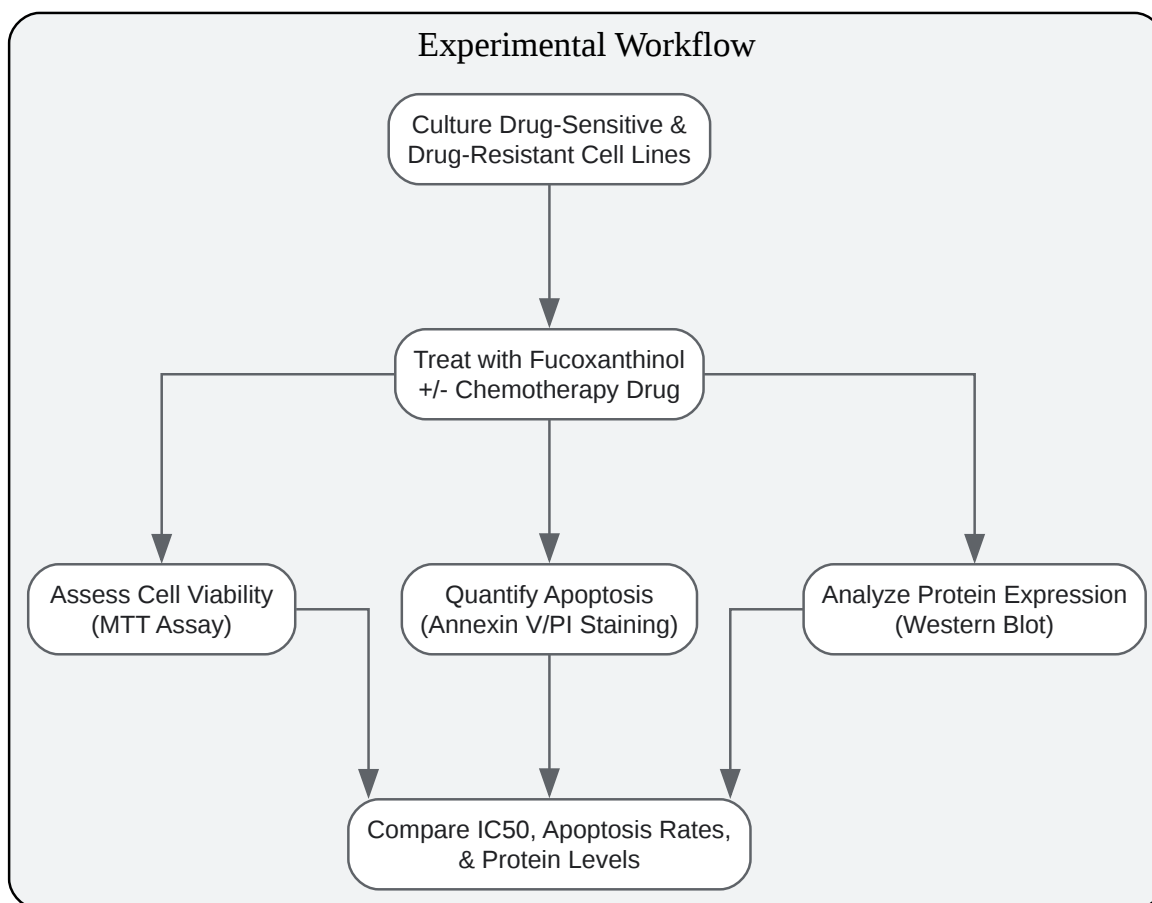 Experimental Workflow
Culture Drug-Sensitive &
Drug-Resistant Cell Lines
Treat with Fucoxanthinol
+/- Chemotherapy Drug
Assess Cell Viability
(MTT Assay)
Quantify Apoptosis
(Annexin V/PI Staining)
Analyze Protein Expression
(Western Blot)
Compare IC50, Apoptosis Rates,
& Protein Levels